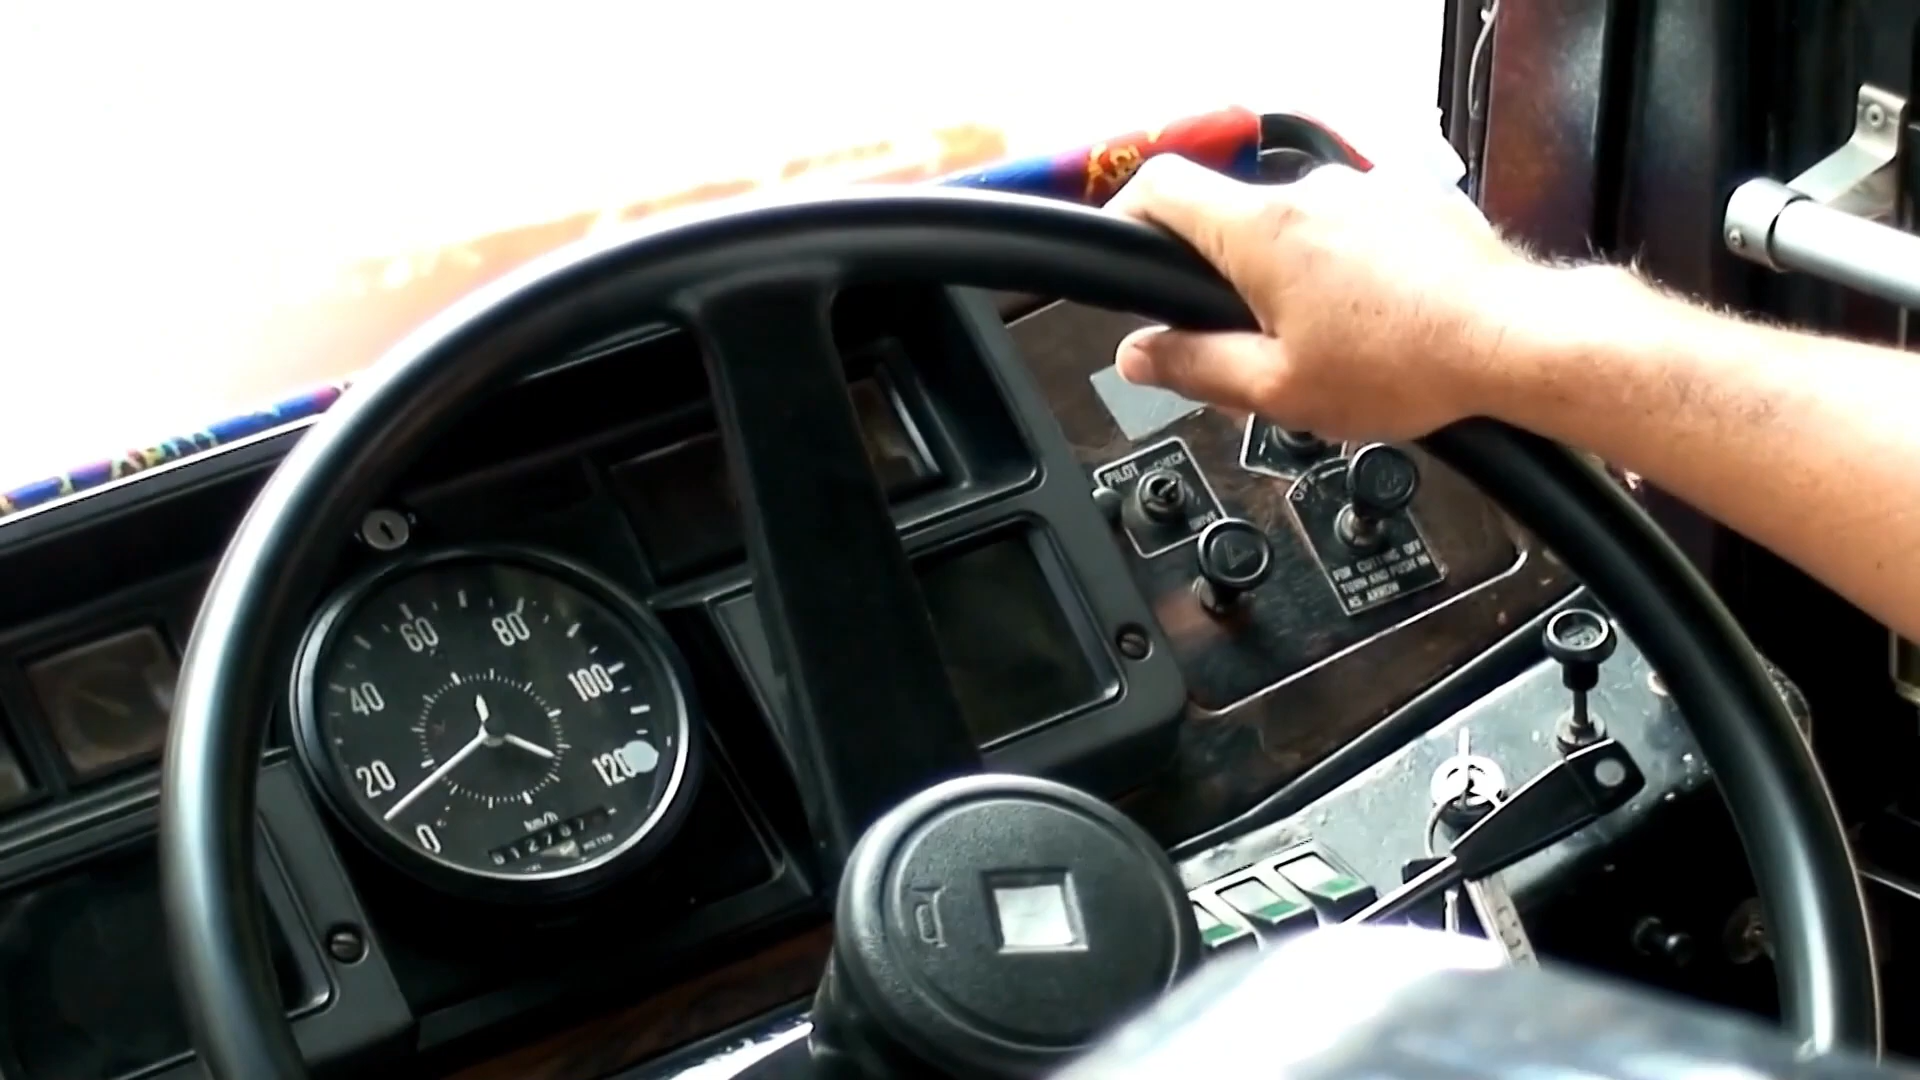 PILOT CHECK
DRIVE
OFF
FOR CUTTING OFF
TURN AND PUSH IN
AS ARROW
60 80
40 100
20 120
0
km/h